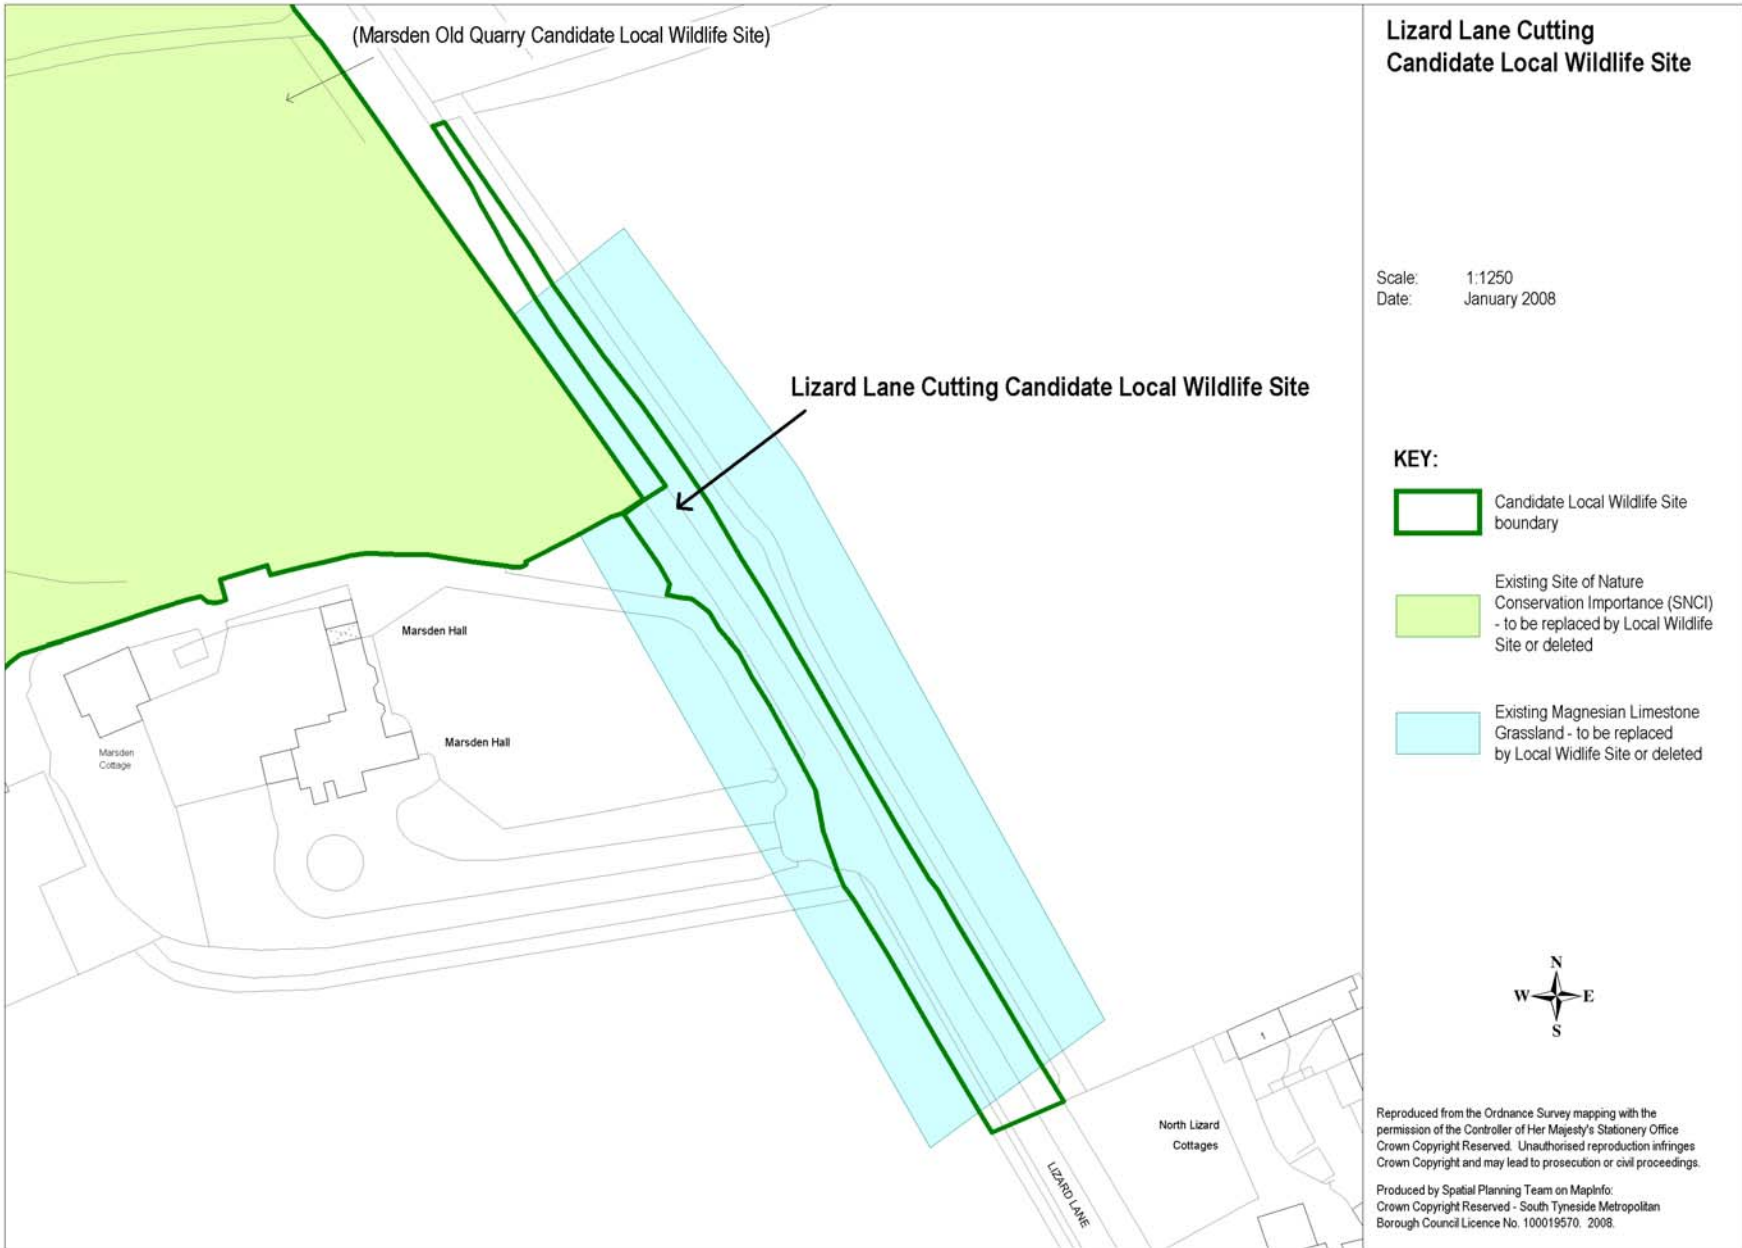 (Marsden Old Quarry Candidate Local Wildlife Site)
Lizard Lane Cutting Candidate Local Wildlife Site
Marsden Hall
Marsden Hall
Marsden
Cottage
1
North Lizard
Cottages
LIZARD LANE
Lizard Lane Cutting
Candidate Local Wildlife Site
Scale: 1:1250
Date: January 2008
KEY:
Candidate Local Wildlife Site
boundary
Existing Site of Nature
Conservation Importance (SNCI)
- to be replaced by Local Wildlife
Site or deleted
Existing Magnesian Limestone
Grassland - to be replaced
by Local Widlife Site or deleted
N
W E
S
Reproduced from the Ordnance Survey mapping with the
permission of the Controller of Her Majesty's Stationery Office
Crown Copyright Reserved. Unauthorised reproduction infringes
Crown Copyright and may lead to prosecution or civil proceedings.
Produced by Spatial Planning Team on MapInfo:
Crown Copyright Reserved - South Tyneside Metropolitan
Borough Council Licence No. 100019570. 2008.